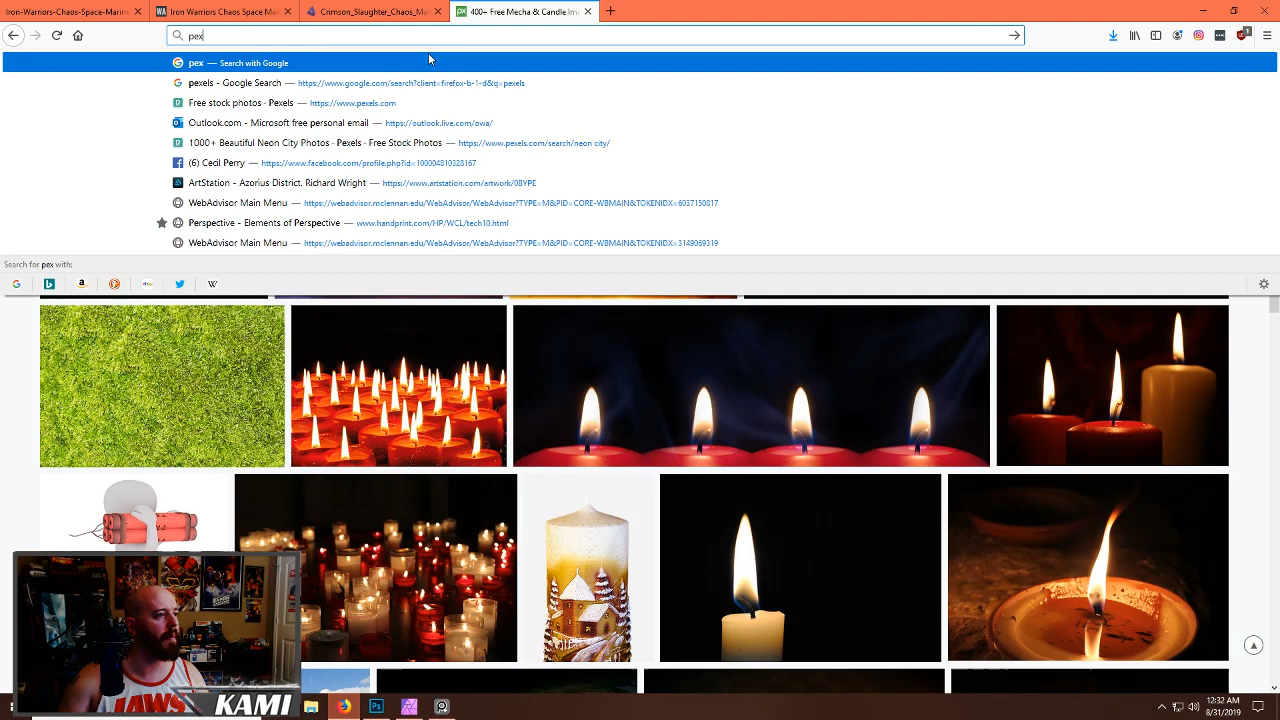 Iron-Warriors-Chaos-Space-Marine
Iron Warriors Chaos Space Mar
Crimson_Slaughter_Chaos_Mar
400+ Free Mecha & Candle Im
pex
pex — Search with Google
pexels - Google Search — https://www.google.com/search?client=firefox-b-1-d&q=pexels
Free stock photos · Pexels — https://www.pexels.com
Outlook.com - Microsoft free personal email — https://outlook.live.com/owa/
1000+ Beautiful Neon City Photos · Pexels · Free Stock Photos — https://www.pexels.com/search/neon city/
(6) Cecil Perry — https://www.facebook.com/profile.php?id=100004810328167
ArtStation - Azorius District, Richard Wright — https://www.artstation.com/artwork/0BYPE
WebAdvisor Main Menu — https://webadvisor.mclennan.edu/WebAdvisor/WebAdvisor?TYPE=M&PID=CORE-WBMAIN&TOKENIDX=6037150817
Perspective - Elements of Perspective — www.handprint.com/HP/WCL/tech10.html
WebAdvisor Main Menu — https://webadvisor.mclennan.edu/WebAdvisor/WebAdvisor?TYPE=M&PID=CORE-WBMAIN&TOKENIDX=3149069319
Search for pex with:
JAWS
KAMI
12:32 AM
8/31/2019